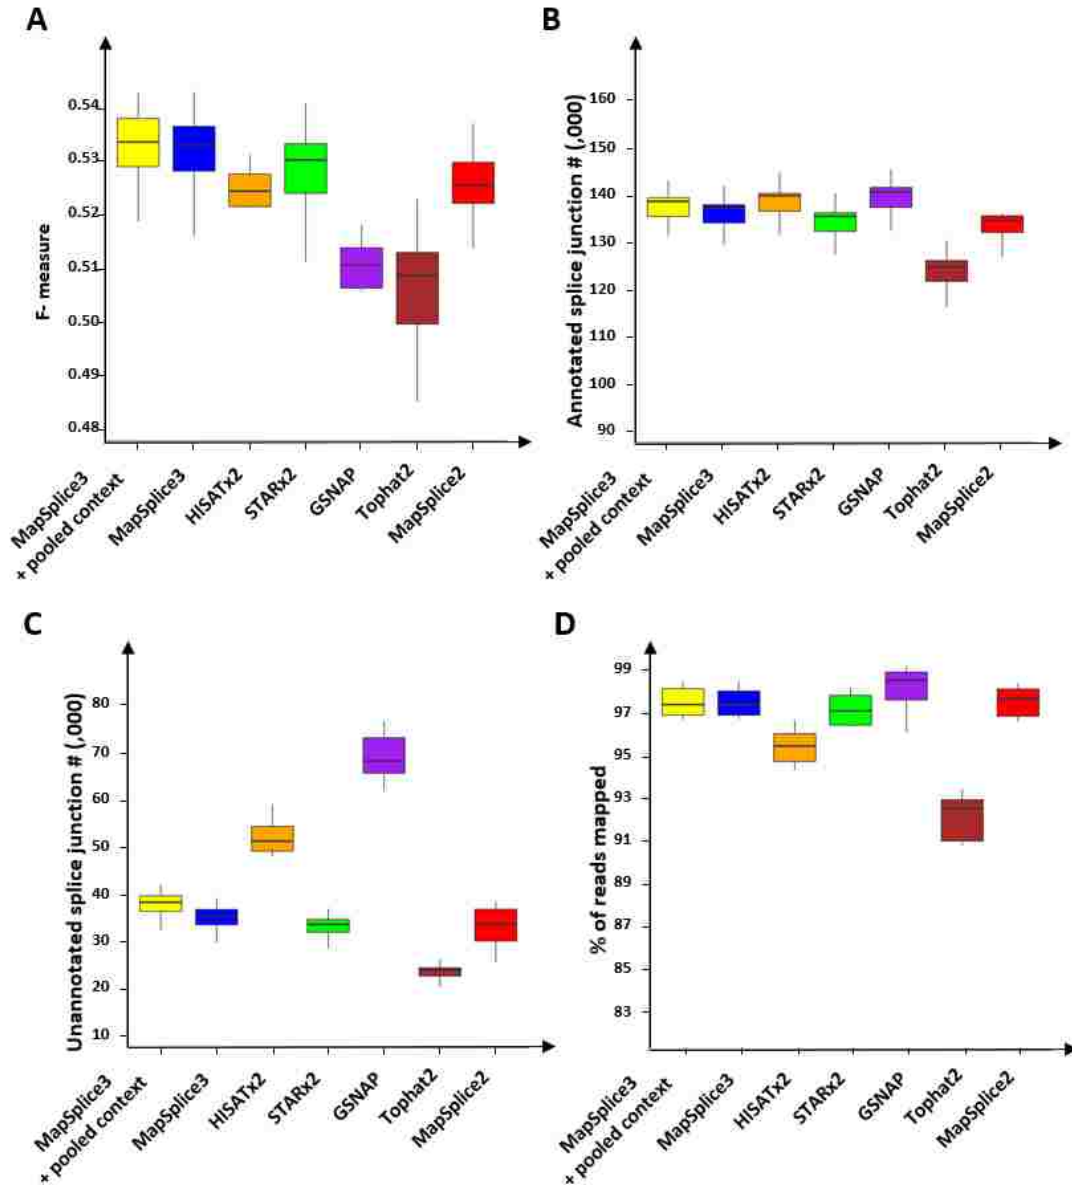 A
F- measure
0.54
0.53
0.52
0.51
0.50
0.49
0.48
MapSplice3
+ pooled context
MapSplice3
HISATx2
STARx2
GSNAP
Tophat2
MapSplice2
B
Annotated splice junction # (,000)
160
150
140
130
120
110
100
90
MapSplice3
+ pooled context
MapSplice3
HISATx2
STARx2
GSNAP
Tophat2
MapSplice2
C
Unannotated splice junction # (,000)
80
70
60
50
40
30
20
10
MapSplice3
+ pooled context
MapSplice3
HISATx2
STARx2
GSNAP
Tophat2
MapSplice2
D
% of reads mapped
99
97
95
93
91
89
87
85
83
MapSplice3
+ pooled context
MapSplice3
HISATx2
STARx2
GSNAP
Tophat2
MapSplice2